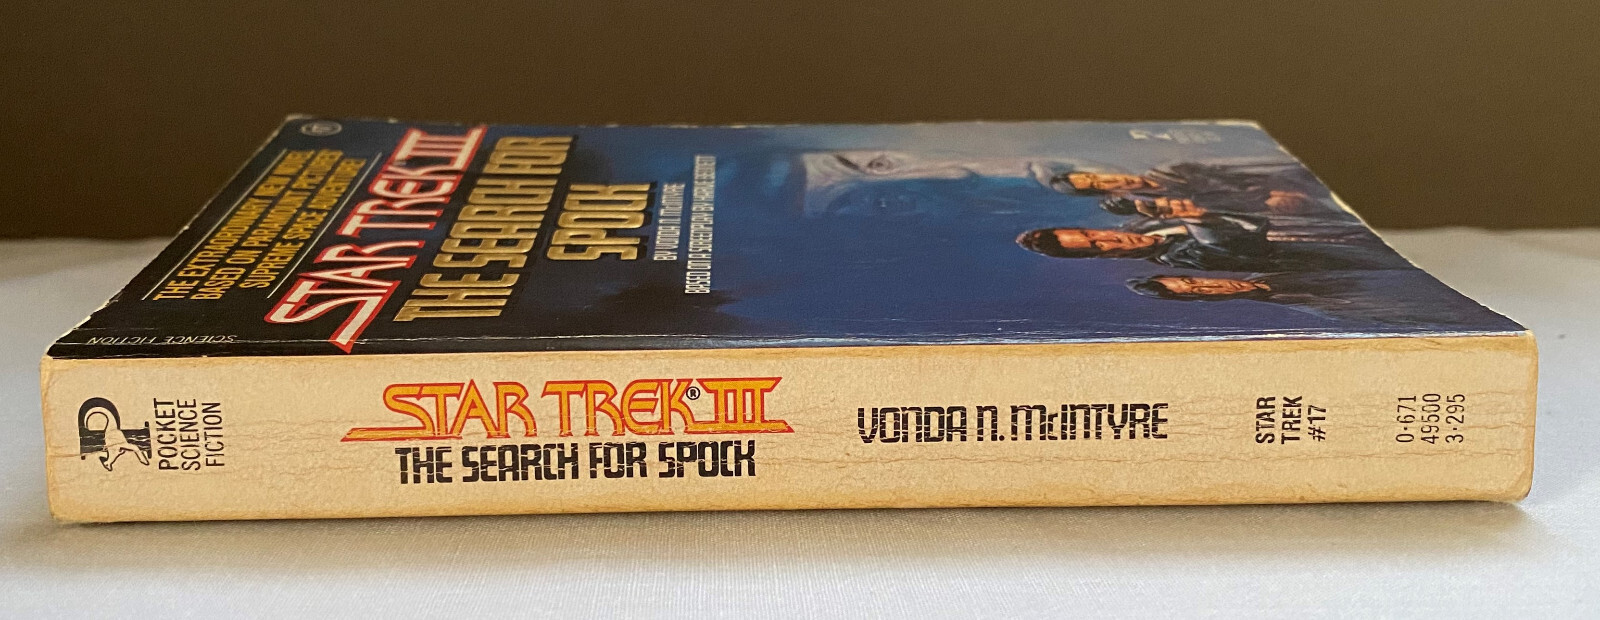 THE EXTRAORDINARY NEW NOVEL
BASED ON PARAMOUNT PICTURES'
SUPREME SPACE ADVENTURE!
STAR TREK III
THE SEARCH FOR
SPOCK
BY VONDA N. McINTYRE
BASED ON A SCREENPLAY BY HARVE BENNETT
SCIENCE FICTION
P
POCKET
SCIENCE
FICTION
STAR TREK® III
THE SEARCH FOR SPOCK
VONDA N. McINTYRE
STAR
TREK
#17
0·671
49500
3·295